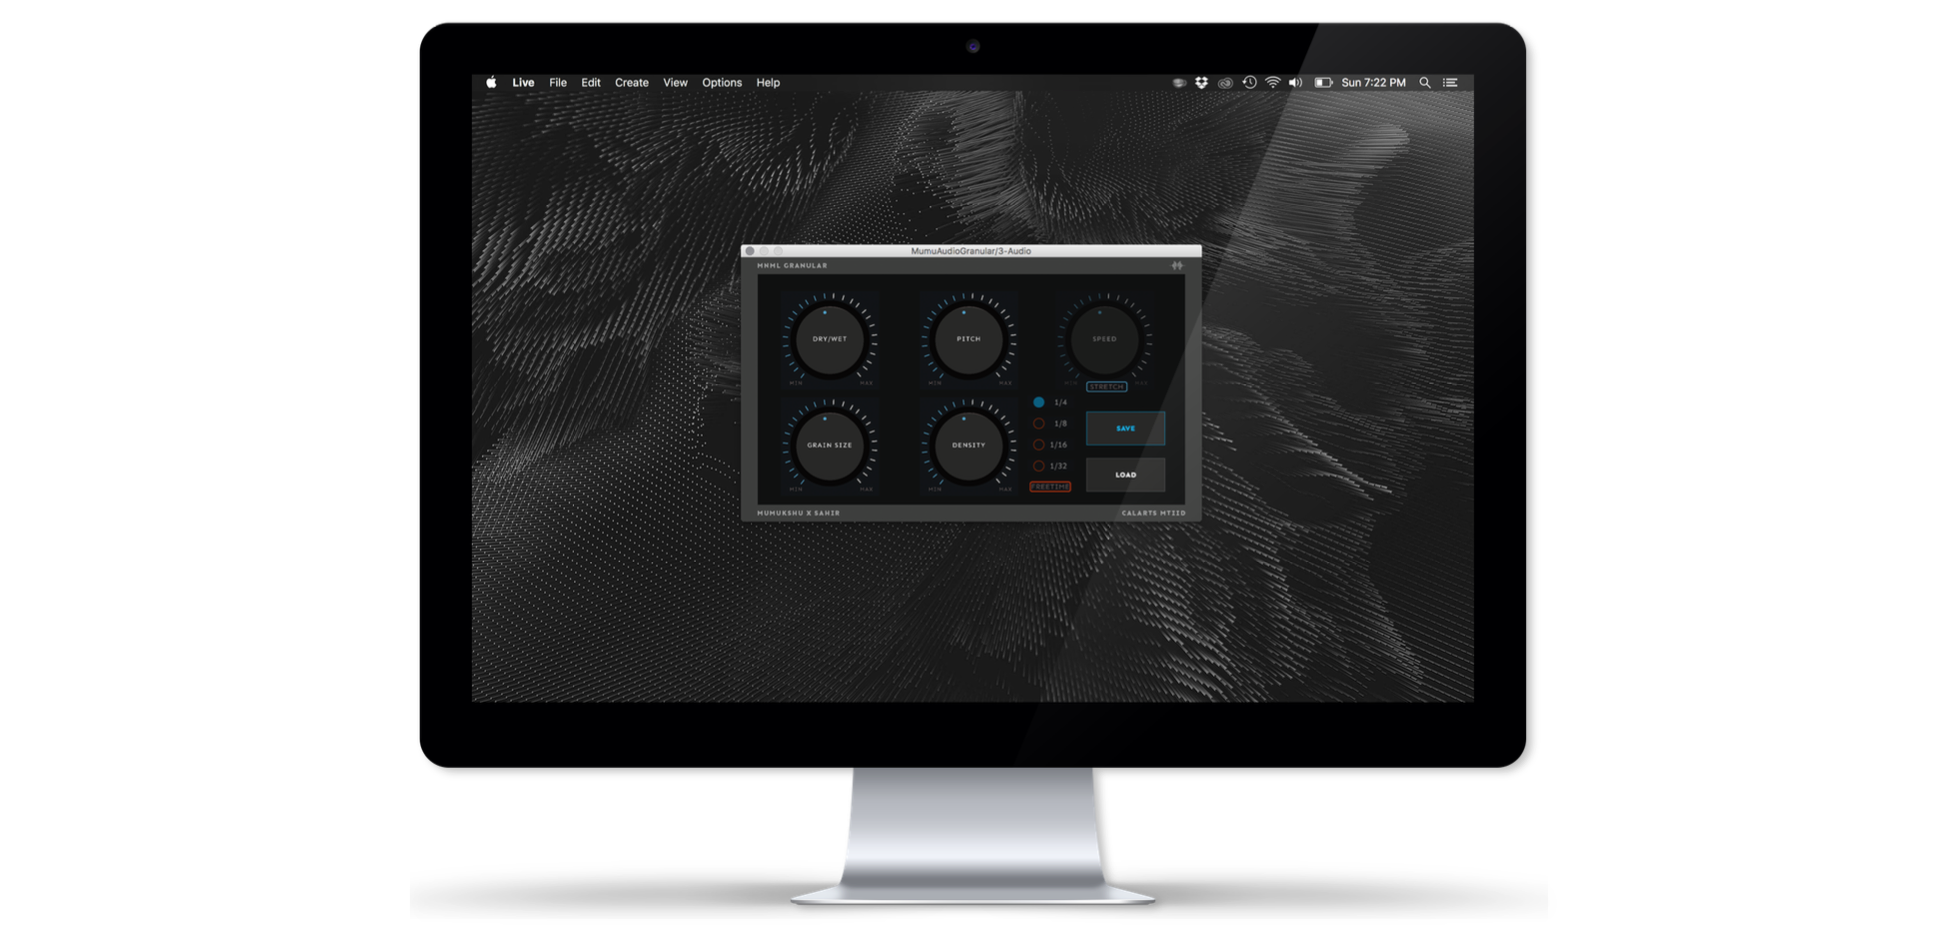 Live File Edit Create View Options Help Sun 7:22 PM
MumuAudioGranular/3-Audio
MNML GRANULAR
DRY/WET
MIN MAX
PITCH
MIN MAX
SPEED
MIN MAX
STRETCH
GRAIN SIZE
MIN MAX
DENSITY
MIN MAX
1/4
1/8
1/16
1/32
FREETIME
SAVE
LOAD
MUMUKSHU X SAHIR
CALARTS MTIID